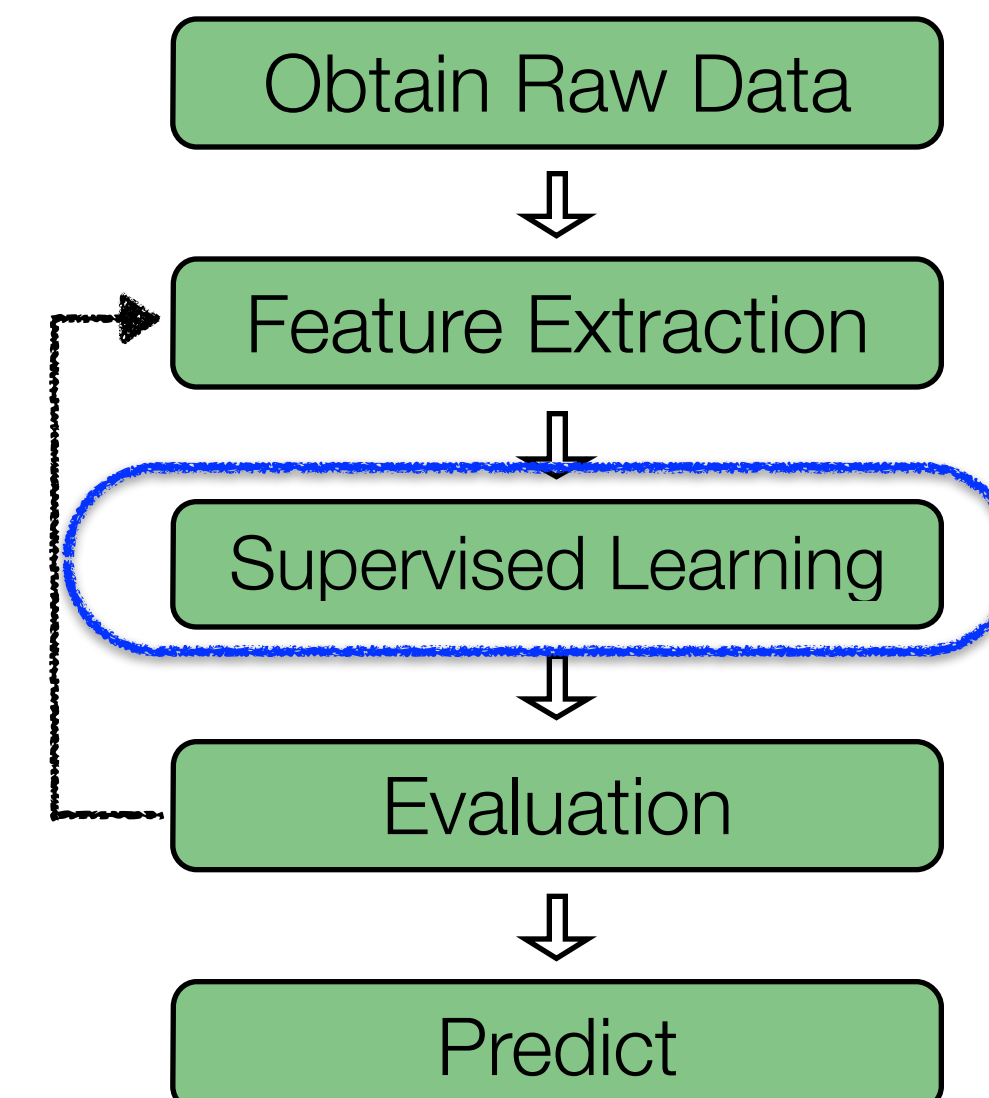 Obtain Raw Data
Feature Extraction
Supervised Learning
Evaluation
Predict